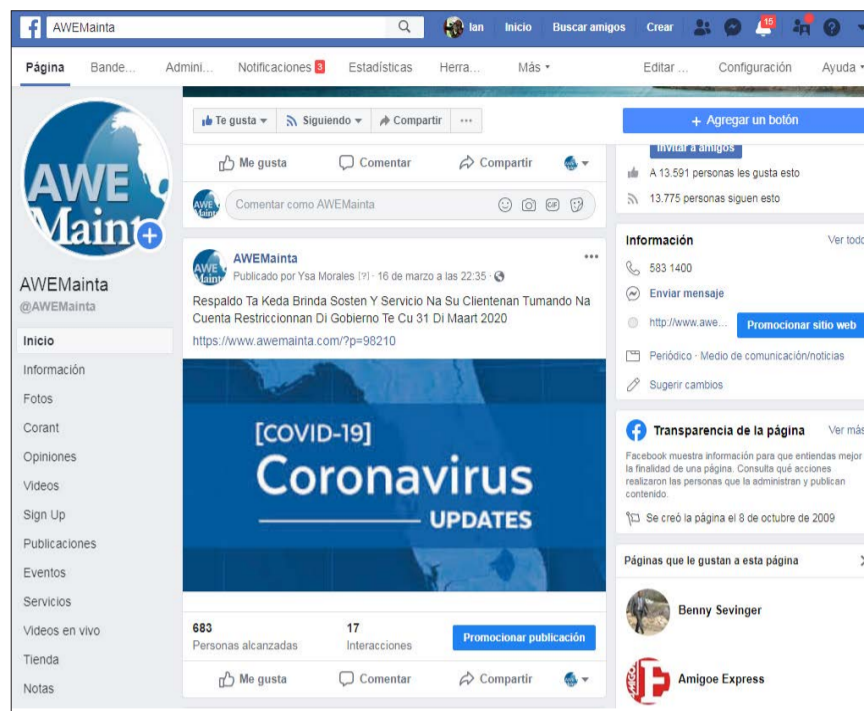 AWEMainta
Ian
Inicio
Buscar amigos
Crear
15
Página
Bande...
Admini...
Notificaciones 3
Estadísticas
Herra...
Más
Editar ...
Configuración
Ayuda
AWE
Mainta
AWEMainta
@AWEMainta
Inicio
Información
Fotos
Corant
Opiniones
Videos
Sign Up
Publicaciones
Eventos
Servicios
Videos en vivo
Tienda
Notas
Te gusta
Siguiendo
Compartir
Me gusta
Comentar
Compartir
Comentar como AWEMainta
GIF
AWEMainta
Publicado por Ysa Morales [?] · 16 de marzo a las 22:35 ·
Respaldo Ta Keda Brinda Sosten Y Servicio Na Su Clientenan Tumando Na
Cuenta Restriccionnan Di Gobierno Te Cu 31 Di Maart 2020
https://www.awemainta.com/?p=98210
[COVID-19]
Coronavirus
UPDATES
683
Personas alcanzadas
17
Interacciones
Promocionar publicación
Me gusta
Comentar
Compartir
+ Agregar un botón
Invitar a amigos
A 13.591 personas les gusta esto
13.775 personas siguen esto
Información
Ver todo
583 1400
Enviar mensaje
http://www.awe...
Promocionar sitio web
Periódico · Medio de comunicación/noticias
Sugerir cambios
Transparencia de la página
Ver más
Facebook muestra información para que entiendas mejor
la finalidad de una página. Consulta qué acciones
realizaron las personas que la administran y publican
contenido.
Se creó la página el 8 de octubre de 2009
Páginas que le gustan a esta página
Benny Sevinger
Amigoe Express